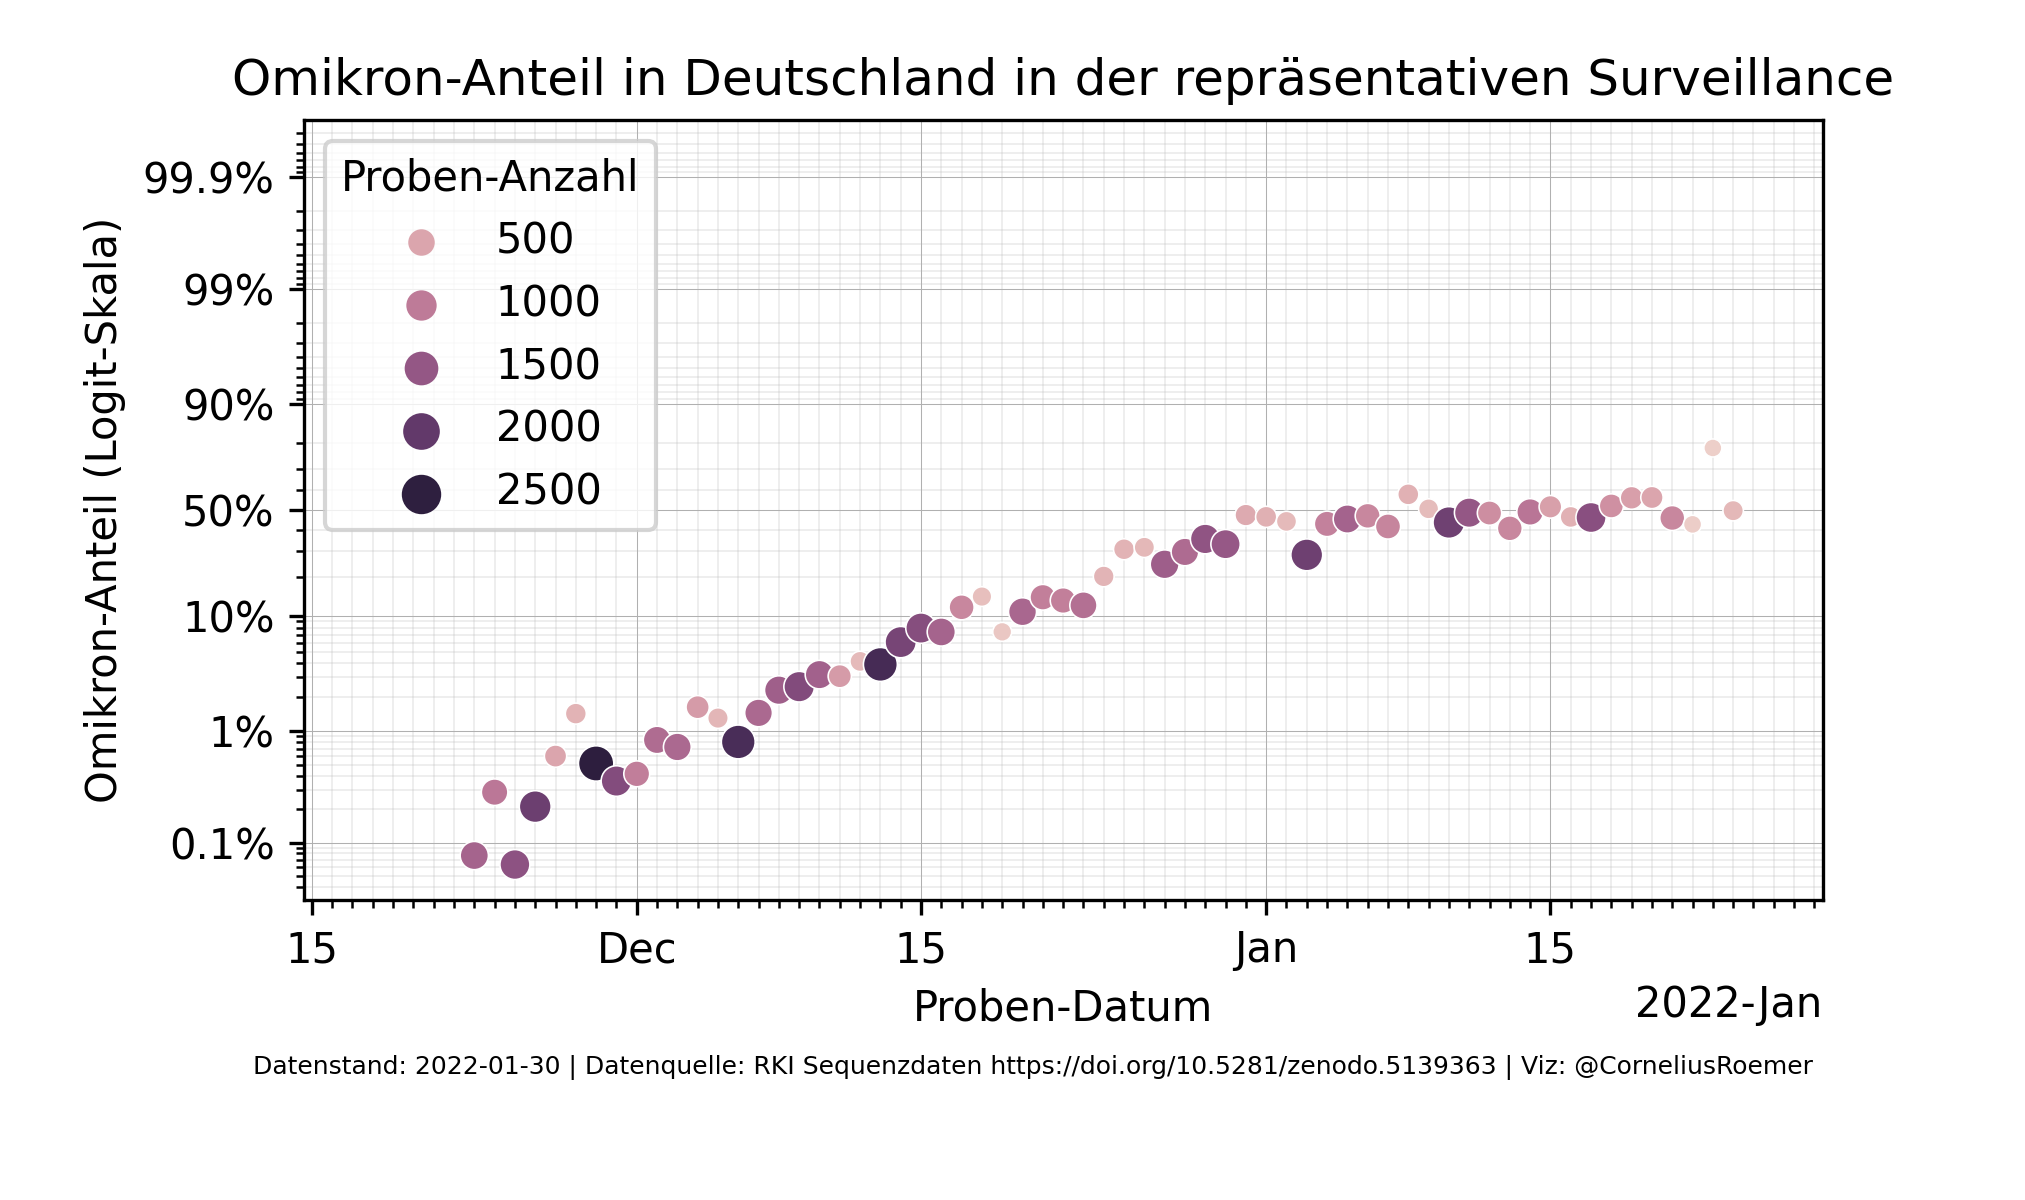 Omikron-Anteil in Deutschland in der repräsentativen Surveillance
Omikron-Anteil (Logit-Skala)
99.9%
99%
90%
50%
10%
1%
0.1%
Proben-Anzahl
500
1000
1500
2000
2500
15 Dec 15 Jan 15
Proben-Datum
2022-Jan
Datenstand: 2022-01-30 | Datenquelle: RKI Sequenzdaten https://doi.org/10.5281/zenodo.5139363 | Viz: @CorneliusRoemer